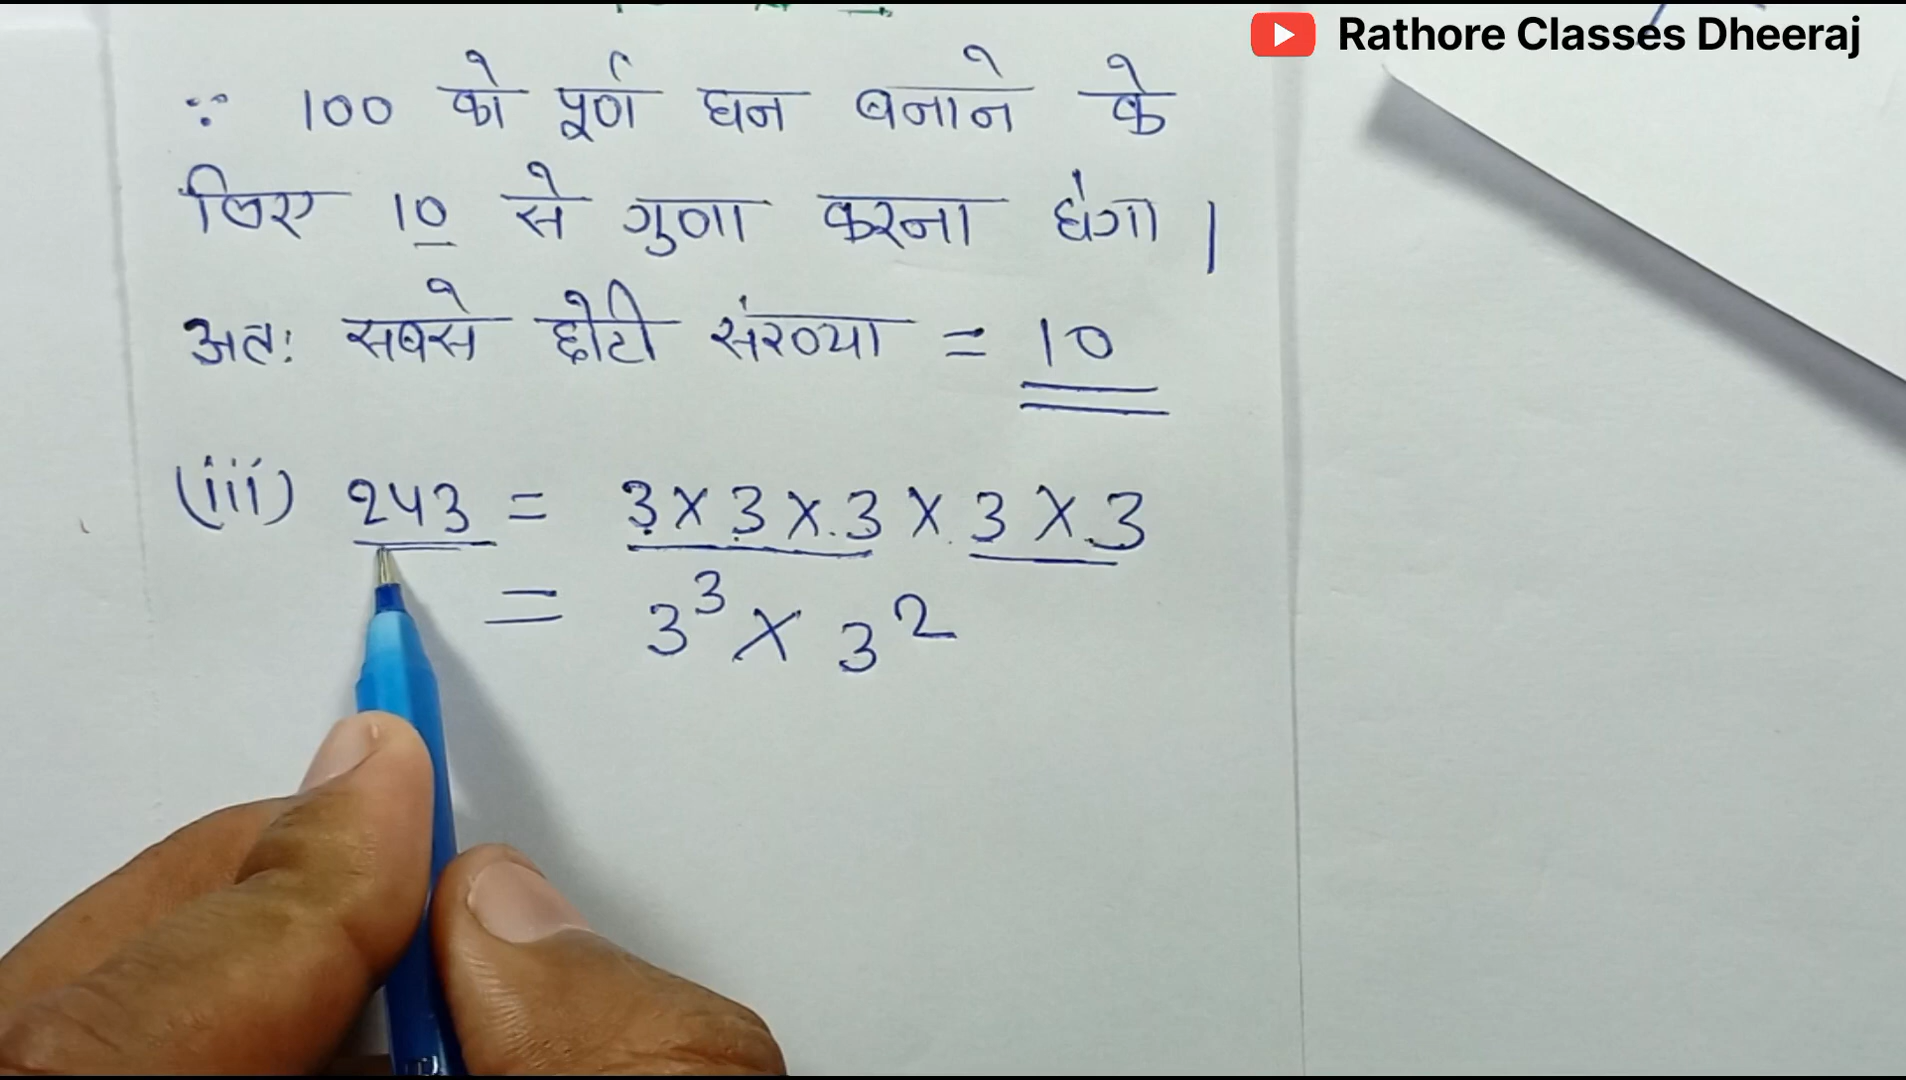 Rathore Classes Dheeraj
∵ 100 को पूर्ण घन बनाने के
लिए 10 से गुणा करना होगा |
अतः सबसे छोटी संख्या = 10
(iii) 243 = 3 × 3 × 3 × 3 × 3
= 3³ × 3²